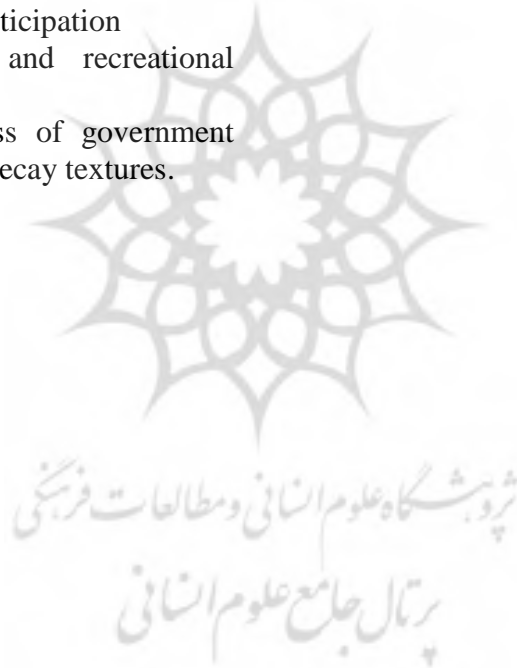 ticipation
and recreational
ss of government
ecay textures.
پژوهشگاه علوم انسانی و مطالعات فرهنگی
پرتال جامع علوم انسانی